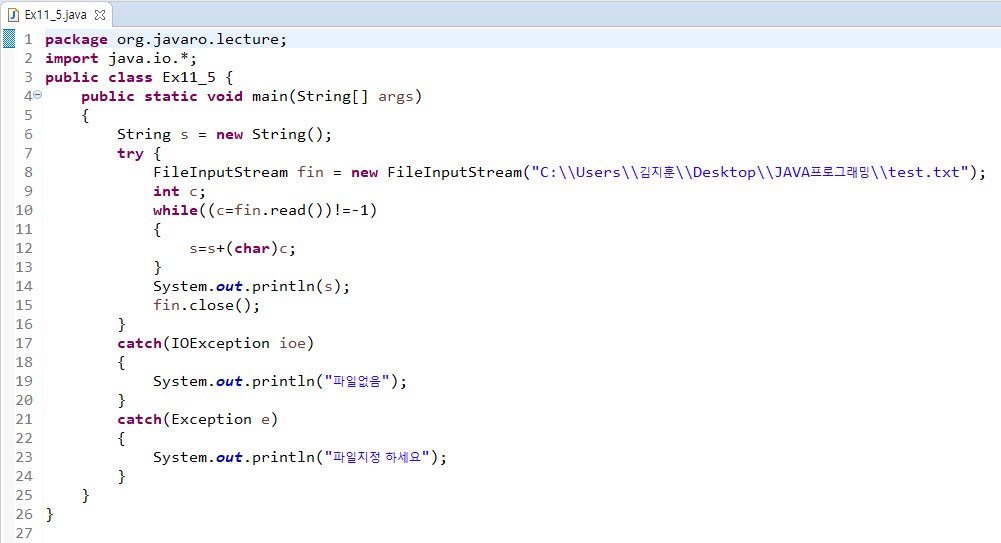 Ex11_5.java
1 package org.javaro.lecture;
2 import java.io.*;
3 public class Ex11_5 {
4     public static void main(String[] args)
5     {
6         String s = new String();
7         try {
8             FileInputStream fin = new FileInputStream("C:\\Users\\김지훈\\Desktop\\JAVA프로그래밍\\test.txt");
9             int c;
10             while((c=fin.read())!=-1)
11             {
12                 s=s+(char)c;
13             }
14             System.out.println(s);
15             fin.close();
16         }
17         catch(IOException ioe)
18         {
19             System.out.println("파일없음");
20         }
21         catch(Exception e)
22         {
23             System.out.println("파일지정 하세요");
24         }
25     }
26 }
27